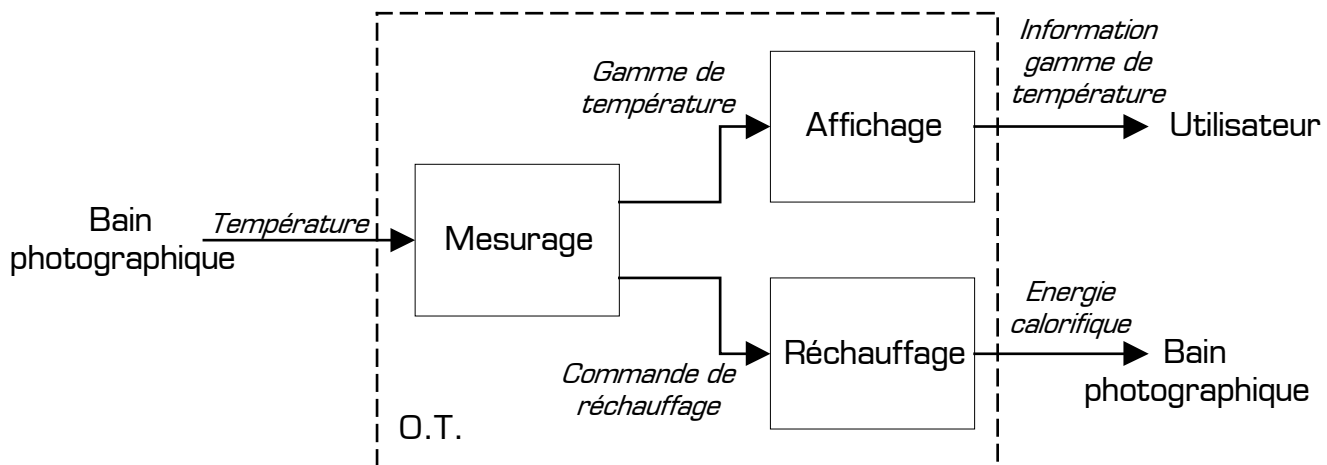 Information
gamme de
température
Gamme de
température
Affichage
Utilisateur
Bain
photographique
Température
Mesurage
Energie
calorifique
Réchauffage
Bain
photographique
Commande de
réchauffage
O.T.